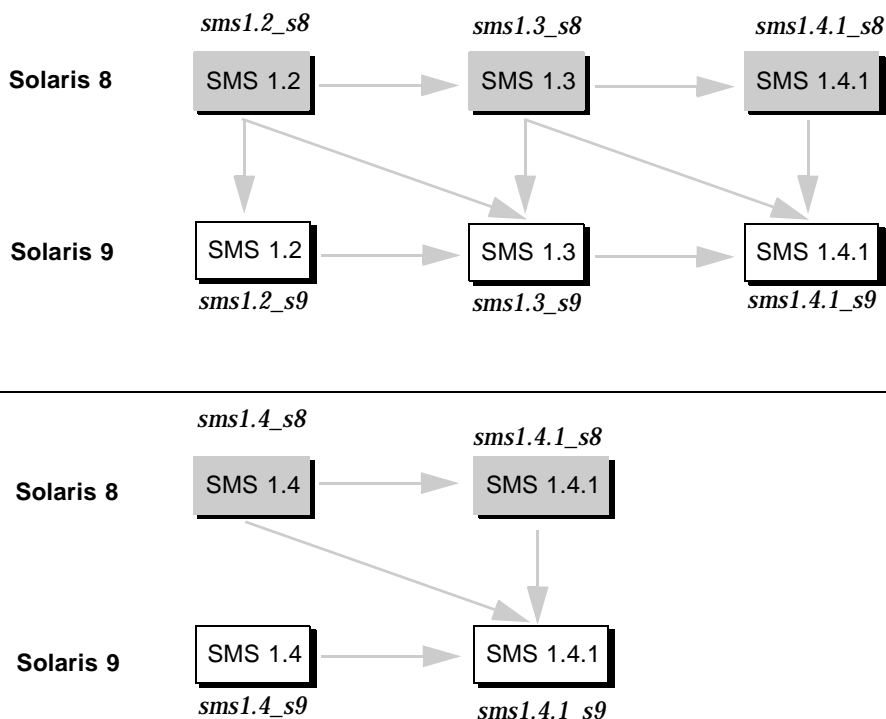 sms1.2_s8 sms1.3_s8 sms1.4.1_s8
Solaris 8 SMS 1.2 SMS 1.3 SMS 1.4.1
Solaris 9 SMS 1.2 SMS 1.3 SMS 1.4.1
sms1.2_s9 sms1.3_s9 sms1.4.1_s9
sms1.4_s8 sms1.4.1_s8
Solaris 8 SMS 1.4 SMS 1.4.1
Solaris 9 SMS 1.4 SMS 1.4.1
sms1.4_s9 sms1.4.1_s9